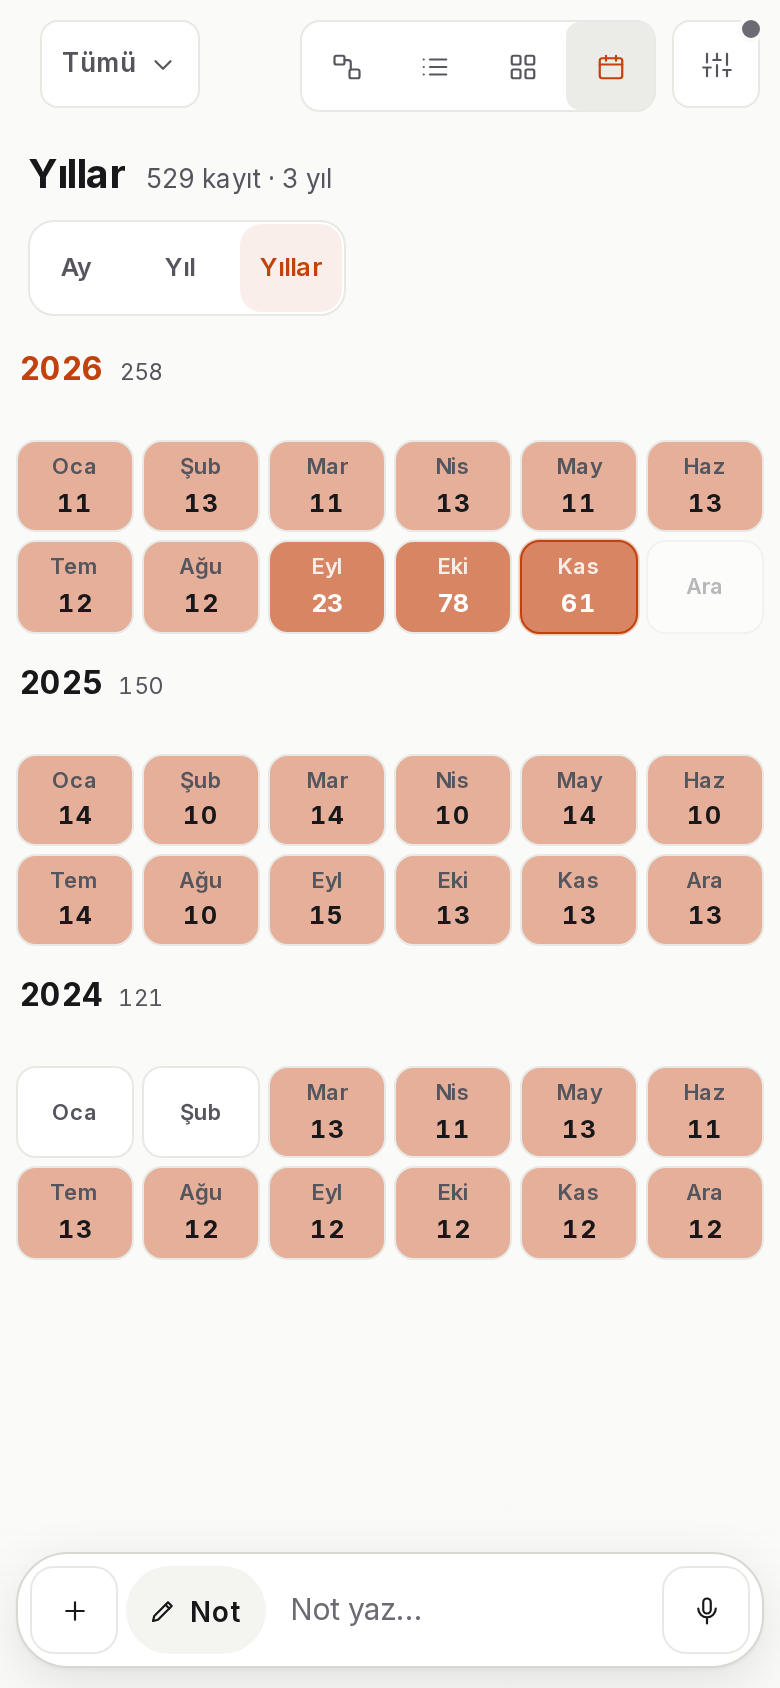 Tümü
Yıllar 529 kayıt · 3 yıl
Ay Yıl Yıllar
2026 258
Oca Şub Mar Nis May Haz
11 13 11 13 11 13
Tem Ağu Eyl Eki Kas Ara
12 12 23 78 61
2025 150
Oca Şub Mar Nis May Haz
14 10 14 10 14 10
Tem Ağu Eyl Eki Kas Ara
14 10 15 13 13 13
2024 121
Oca Şub Mar Nis May Haz
13 11 13 11
Tem Ağu Eyl Eki Kas Ara
13 12 12 12 12 12
Not Not yaz...